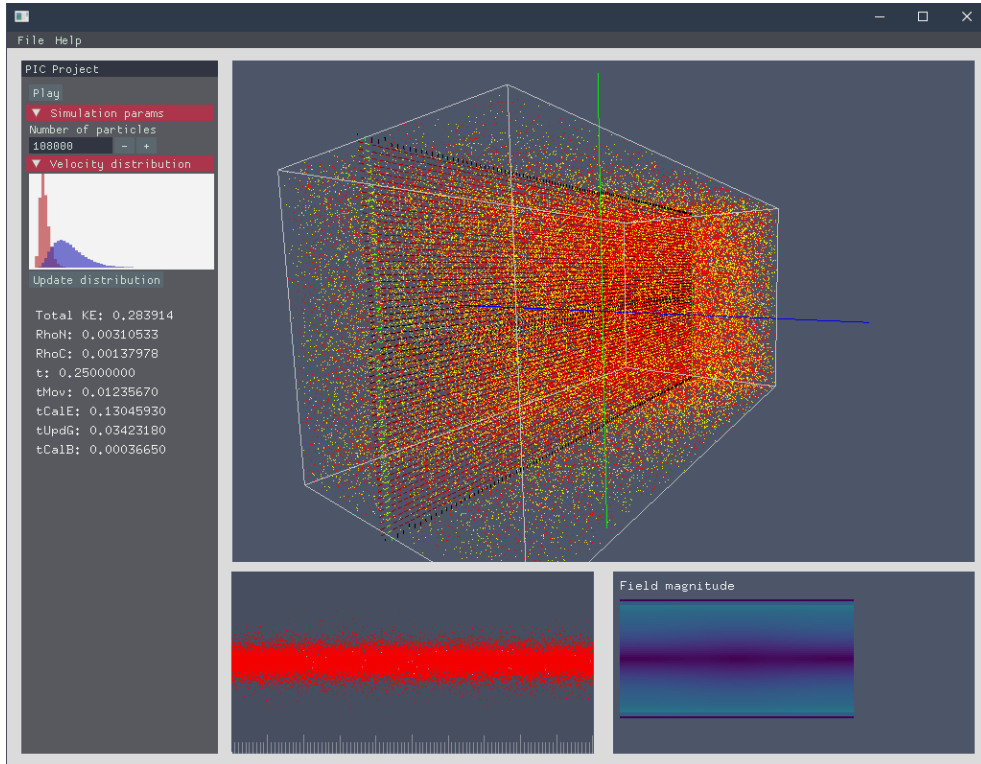 File Help
PIC Project
Play
Simulation params
Number of particles
108000 - +
Velocity distribution
Update distribution
Total KE: 0.283914
RhoN: 0.00310533
RhoC: 0.00137978
t: 0.25000000
tMov: 0.01235670
tCalE: 0.13045930
tUpdG: 0.03423180
tCalB: 0.00036650
Field magnitude